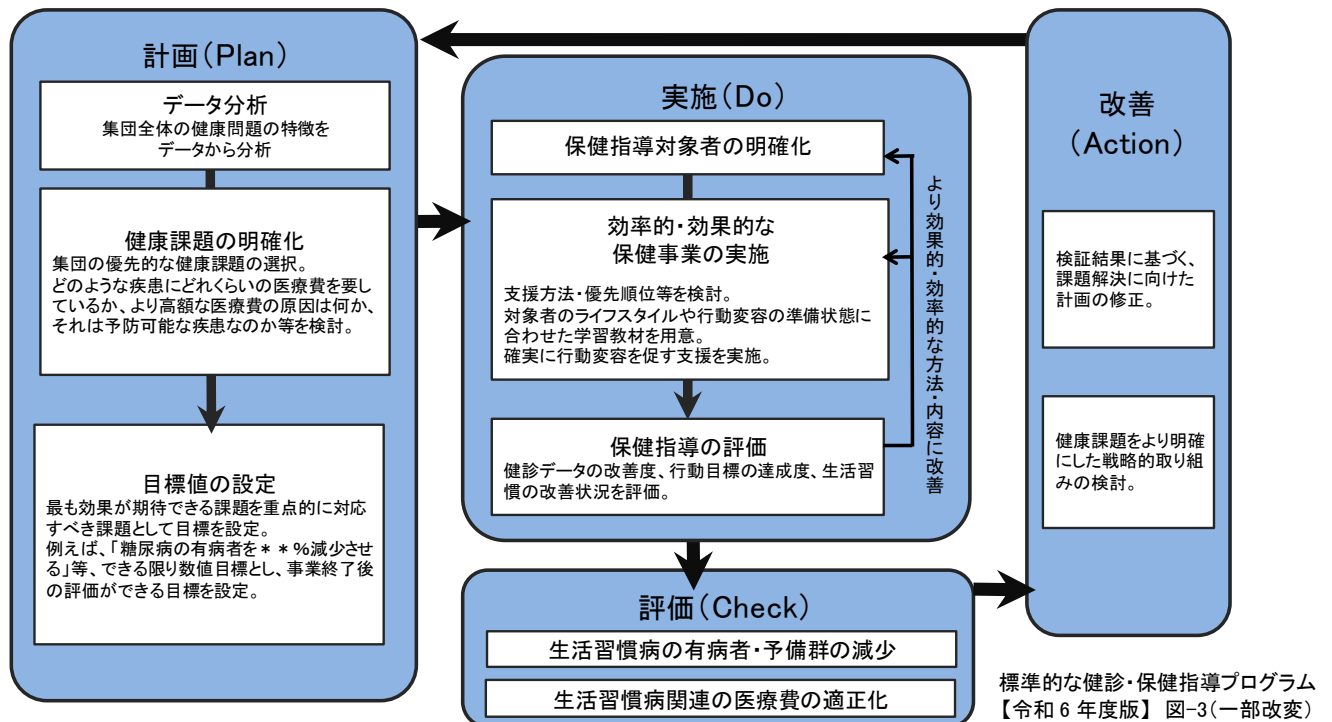 計画(Plan)
データ分析
集団全体の健康問題の特徴を
データから分析
健康課題の明確化
集団の優先的な健康課題の選択。
どのような疾患にどれくらいの医療費を要し
ているか、より高額な医療費の原因は何か、
それは予防可能な疾患なのか等を検討。
目標値の設定
最も効果が期待できる課題を重点的に対応
すべき課題として目標を設定。
例えば、「糖尿病の有病者を＊＊%減少させ
る」等、できる限り数値目標とし、事業終了後
の評価ができる目標を設定。
実施(Do)
保健指導対象者の明確化
効率的・効果的な
保健事業の実施
支援方法・優先順位等を検討。
対象者のライフスタイルや行動変容の準備状態に
合わせた学習教材を用意。
確実に行動変容を促す支援を実施。
保健指導の評価
健診データの改善度、行動目標の達成度、生活習
慣の改善状況を評価。
より効果的・効率的な方法・内容に改善
評価(Check)
生活習慣病の有病者・予備群の減少
生活習慣病関連の医療費の適正化
改善
(Action)
検証結果に基づく、
課題解決に向けた
計画の修正。
健康課題をより明確
にした戦略的取り組
みの検討。
標準的な健診・保健指導プログラム
【令和6年度版】 図-3(一部改変)